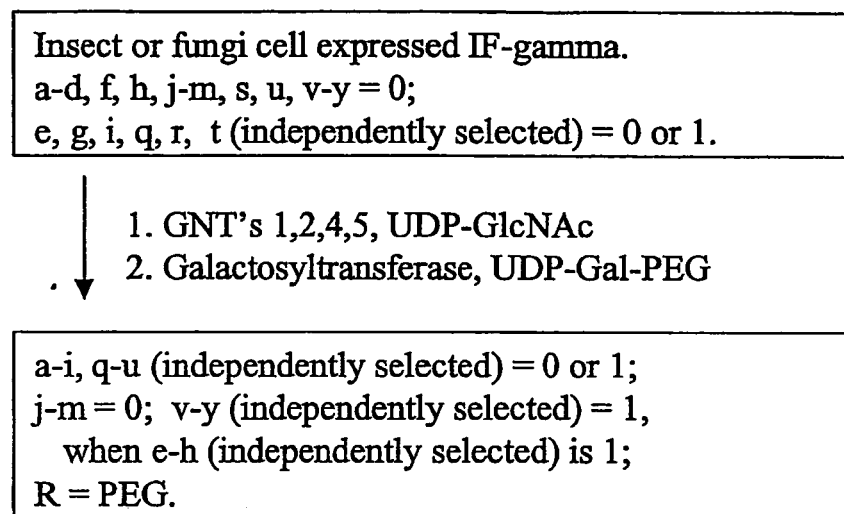 Insect or fungi cell expressed IF-gamma.
a-d, f, h, j-m, s, u, v-y = 0;
e, g, i, q, r, t (independently selected) = 0 or 1.
1. GNT's 1,2,4,5, UDP-GlcNAc
2. Galactosyltransferase, UDP-Gal-PEG
a-i, q-u (independently selected) = 0 or 1;
j-m = 0; v-y (independently selected) = 1,
when e-h (independently selected) is 1;
R = PEG.